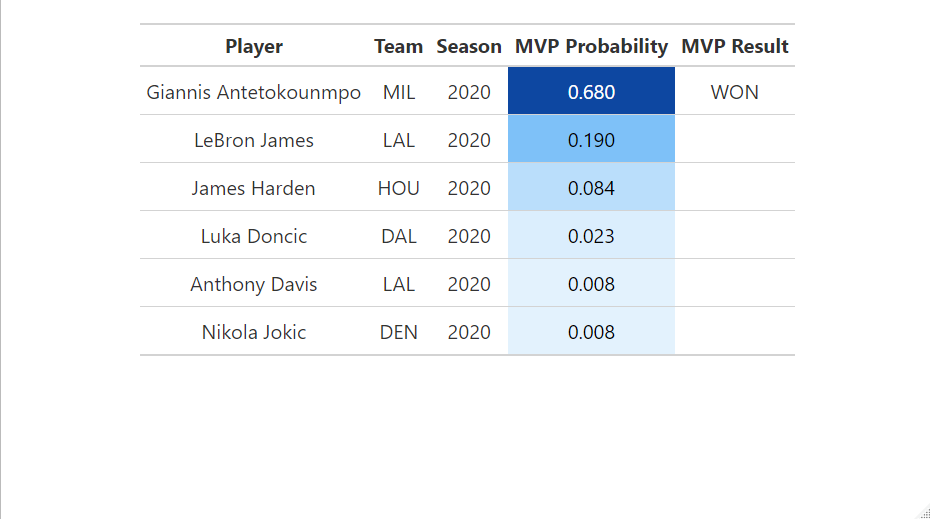 Player Team Season MVP Probability MVP Result
Giannis Antetokounmpo MIL 2020 0.680 WON
LeBron James LAL 2020 0.190
James Harden HOU 2020 0.084
Luka Doncic DAL 2020 0.023
Anthony Davis LAL 2020 0.008
Nikola Jokic DEN 2020 0.008